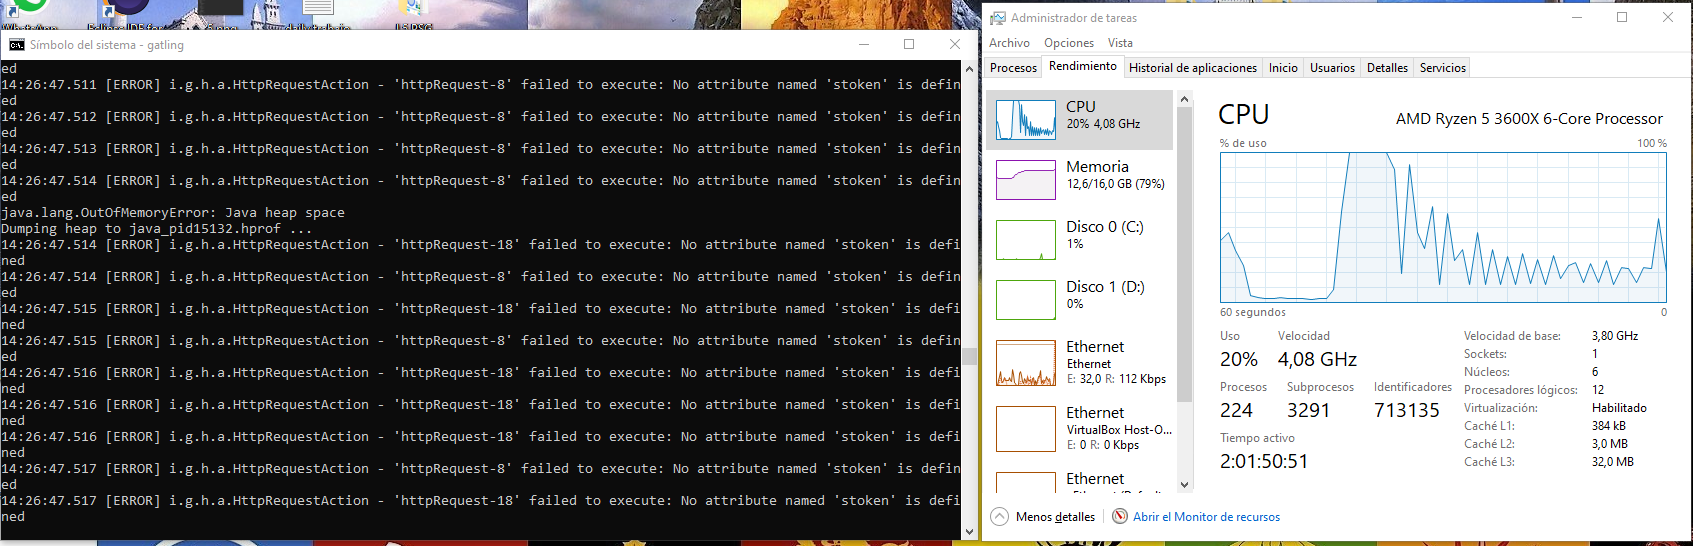 WhatsApp
Símbolo del sistema - gatling
ed
14:26:47.511 [ERROR] i.g.h.a.HttpRequestAction - 'httpRequest-8' failed to execute: No attribute named 'stoken' is defin
ed
14:26:47.512 [ERROR] i.g.h.a.HttpRequestAction - 'httpRequest-8' failed to execute: No attribute named 'stoken' is defin
ed
14:26:47.513 [ERROR] i.g.h.a.HttpRequestAction - 'httpRequest-8' failed to execute: No attribute named 'stoken' is defin
ed
14:26:47.514 [ERROR] i.g.h.a.HttpRequestAction - 'httpRequest-8' failed to execute: No attribute named 'stoken' is defin
ed
java.lang.OutOfMemoryError: Java heap space
Dumping heap to java_pid15132.hprof ...
14:26:47.514 [ERROR] i.g.h.a.HttpRequestAction - 'httpRequest-18' failed to execute: No attribute named 'stoken' is defi
ned
14:26:47.514 [ERROR] i.g.h.a.HttpRequestAction - 'httpRequest-8' failed to execute: No attribute named 'stoken' is defin
ed
14:26:47.515 [ERROR] i.g.h.a.HttpRequestAction - 'httpRequest-18' failed to execute: No attribute named 'stoken' is defi
ned
14:26:47.515 [ERROR] i.g.h.a.HttpRequestAction - 'httpRequest-8' failed to execute: No attribute named 'stoken' is defin
ed
14:26:47.516 [ERROR] i.g.h.a.HttpRequestAction - 'httpRequest-18' failed to execute: No attribute named 'stoken' is defi
ned
14:26:47.516 [ERROR] i.g.h.a.HttpRequestAction - 'httpRequest-18' failed to execute: No attribute named 'stoken' is defi
ned
14:26:47.516 [ERROR] i.g.h.a.HttpRequestAction - 'httpRequest-18' failed to execute: No attribute named 'stoken' is defi
ned
14:26:47.517 [ERROR] i.g.h.a.HttpRequestAction - 'httpRequest-8' failed to execute: No attribute named 'stoken' is defin
ed
14:26:47.517 [ERROR] i.g.h.a.HttpRequestAction - 'httpRequest-18' failed to execute: No attribute named 'stoken' is defi
ned
Administrador de tareas
Archivo Opciones Vista
Procesos Rendimiento Historial de aplicaciones Inicio Usuarios Detalles Servicios
CPU
20% 4,08 GHz
Memoria
12,6/16,0 GB (79%)
Disco 0 (C:)
1%
Disco 1 (D:)
0%
Ethernet
Ethernet
E: 32,0 R: 112 Kbps
Ethernet
VirtualBox Host-O...
E: 0 R: 0 Kbps
Ethernet
CPU AMD Ryzen 5 3600X 6-Core Processor
% de uso 100 %
60 segundos 0
Uso Velocidad
20% 4,08 GHz
Procesos Subprocesos Identificadores
224 3291 713135
Tiempo activo
2:01:50:51
Velocidad de base: 3,80 GHz
Sockets: 1
Núcleos: 6
Procesadores lógicos: 12
Virtualización: Habilitado
Caché L1: 384 kB
Caché L2: 3,0 MB
Caché L3: 32,0 MB
Menos detalles Abrir el Monitor de recursos